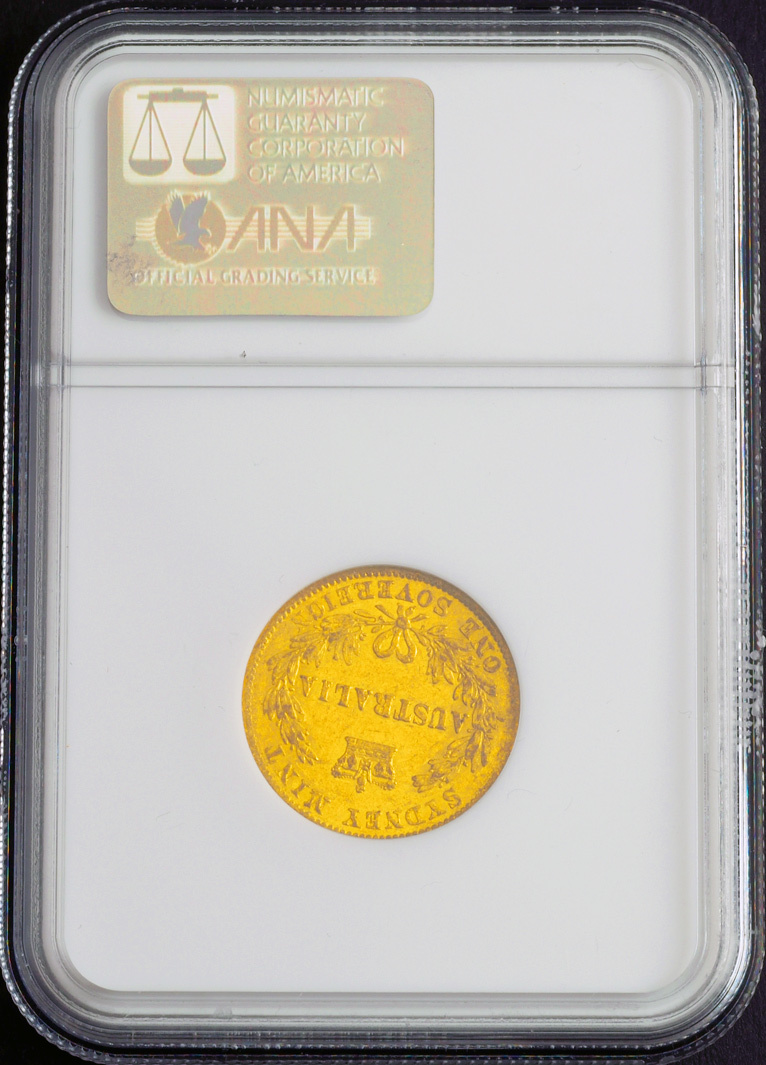 NUMISMATIC
GUARANTY
CORPORATION
OF AMERICA
ANA
OFFICIAL GRADING SERVICE
SYDNEY MINT
AUSTRALIA
ONE SOVEREIGN